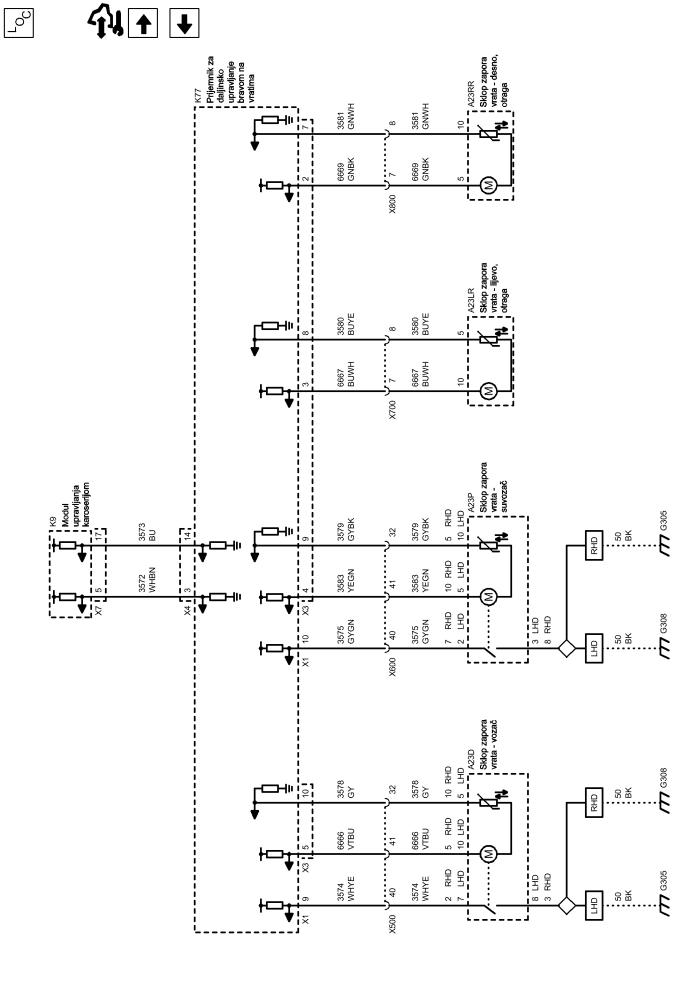 LOC
K9
Modul
upravljanja
karoserijom
5
17
X7
3572
WHBN
3573
BU
X4
3
14
K77
Prijemnik za
daljinsko
upravljanje
bravom na
vratima
X1
9
X3
5
10
X1
10
X3
4
9
3
8
2
7
3574
WHYE
6666
VTBU
3578
GY
3575
GYGN
3583
YEGN
3579
GYBK
6667
BUWH
3580
BUYE
6669
GNBK
3581
GNWH
X500
40
41
32
X600
40
41
32
X700
7
8
X800
7
8
3574
WHYE
6666
VTBU
3578
GY
3575
GYGN
3583
YEGN
3579
GYBK
6667
BUWH
3580
BUYE
6669
GNBK
3581
GNWH
2 RHD
7 LHD
5 RHD
10 LHD
10 RHD
5 LHD
7 RHD
2 LHD
10 RHD
5 LHD
5 RHD
10 LHD
10
5
5
10
A23D
Sklop zapora
vrata - vozač
A23P
Sklop zapora
vrata -
suvozač
A23LR
Sklop zapora
vrata - lijevo,
otraga
A23RR
Sklop zapora
vrata - desno,
otraga
M
M
M
M
8 LHD
3 RHD
3 LHD
8 RHD
LHD
RHD
LHD
RHD
50
BK
50
BK
50
BK
50
BK
G305
G308
G308
G305